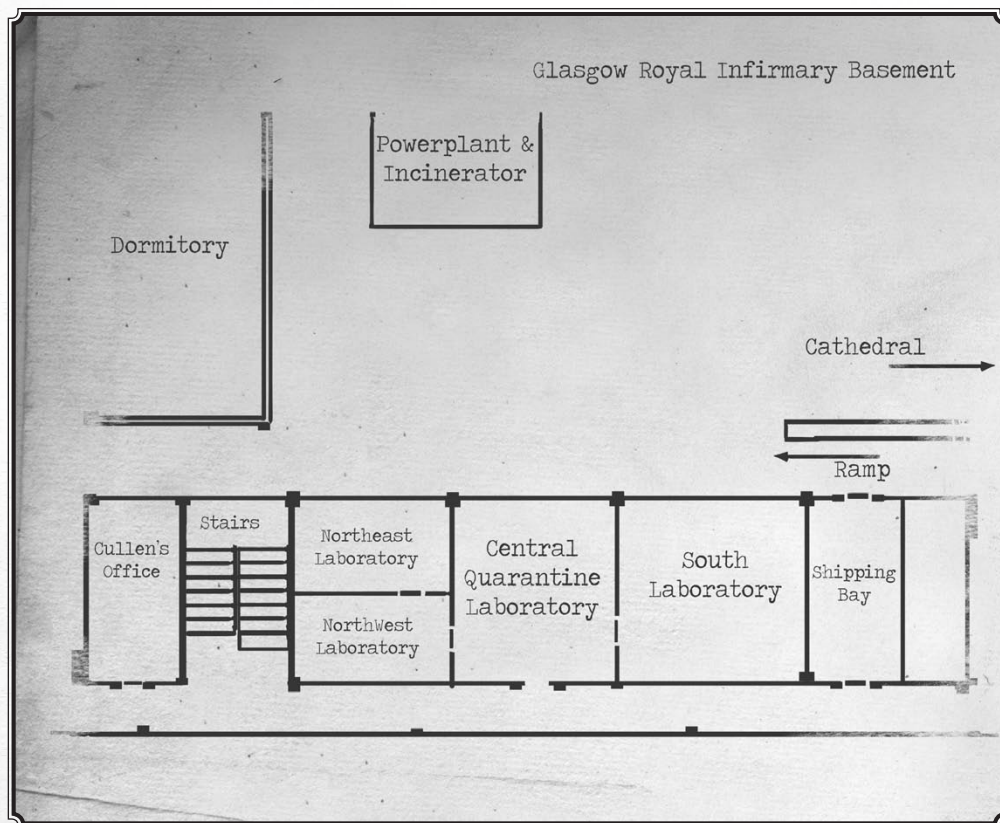 Glasgow Royal Infirmary Basement
Powerplant &
Incinerator
Dormitory
Cathedral
Ramp
Cullen's
Office
Stairs
Northeast
Laboratory
NorthWest
Laboratory
Central
Quarantine
Laboratory
South
Laboratory
Shipping
Bay